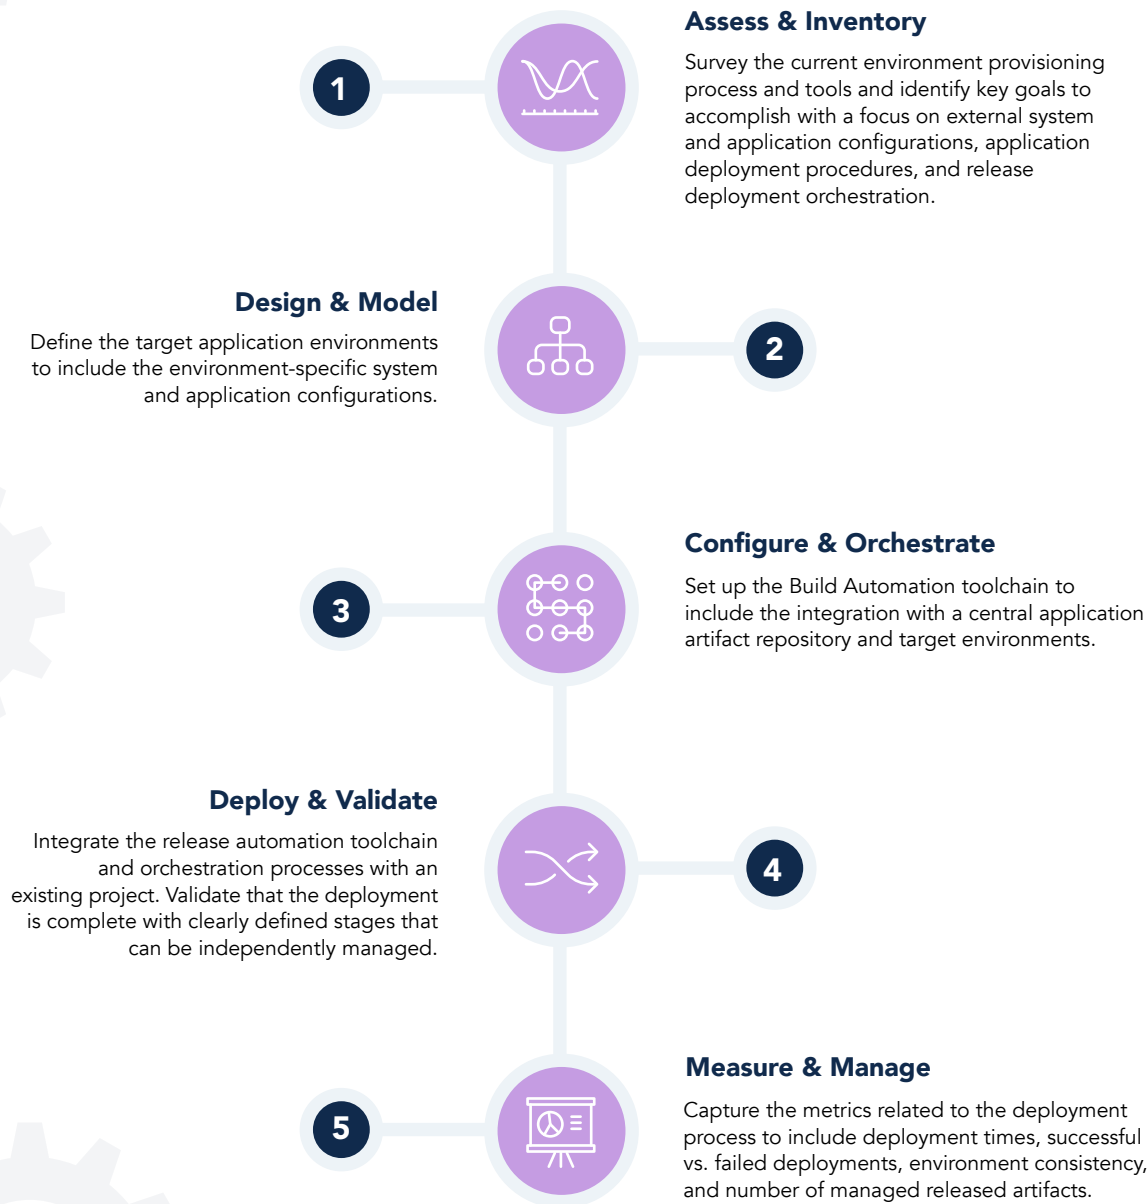 1
Assess & Inventory
Survey the current environment provisioning
process and tools and identify key goals to
accomplish with a focus on external system
and application configurations, application
deployment procedures, and release
deployment orchestration.
Design & Model
Define the target application environments
to include the environment-specific system
and application configurations.
2
3
Configure & Orchestrate
Set up the Build Automation toolchain to
include the integration with a central application
artifact repository and target environments.
Deploy & Validate
Integrate the release automation toolchain
and orchestration processes with an
existing project. Validate that the deployment
is complete with clearly defined stages that
can be independently managed.
4
5
Measure & Manage
Capture the metrics related to the deployment
process to include deployment times, successful
vs. failed deployments, environment consistency,
and number of managed released artifacts.